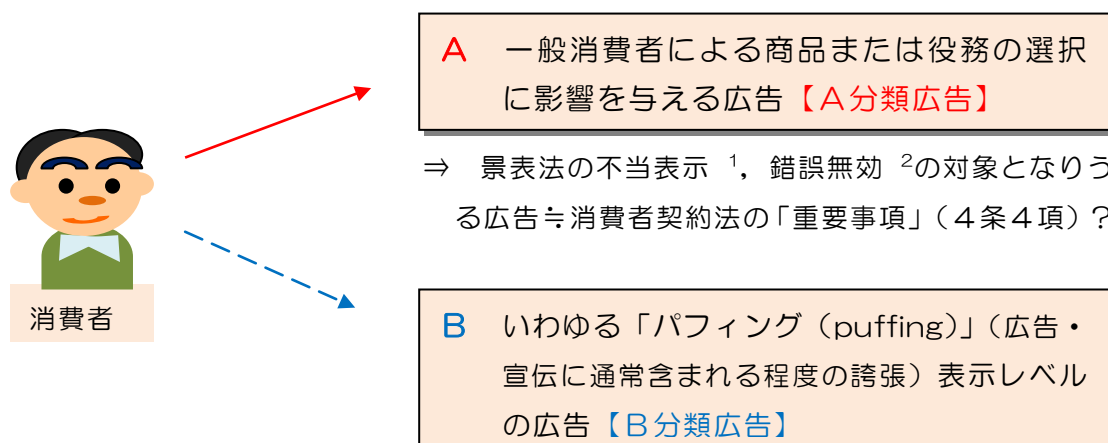 A 一般消費者による商品または役務の選択
に影響を与える広告【A分類広告】
⇒ 景表法の不当表示 1，錯誤無効 2の対象となりう
る広告≒消費者契約法の「重要事項」（４条４項）？
消費者
B いわゆる「パフィング（puffing）」（広告・
宣伝に通常含まれる程度の誇張）表示レベル
の広告【B分類広告】